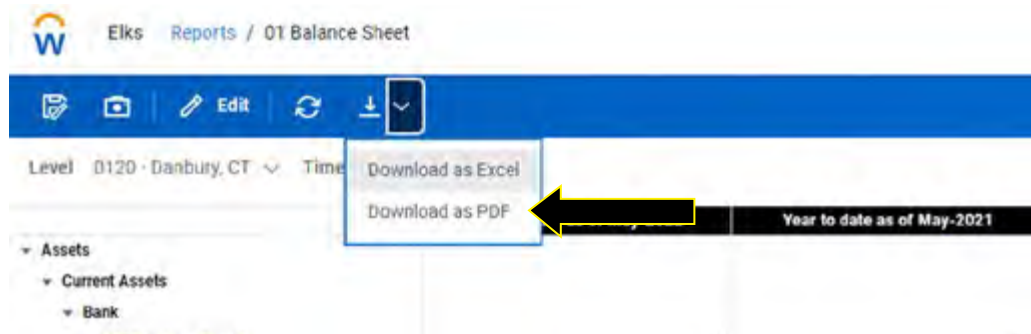 Elks Reports / 01 Balance Sheet
Edit
Level 0120 - Danbury, CT Time
Download as Excel
Download as PDF
Year to date as of May-2021
Assets
Current Assets
Bank